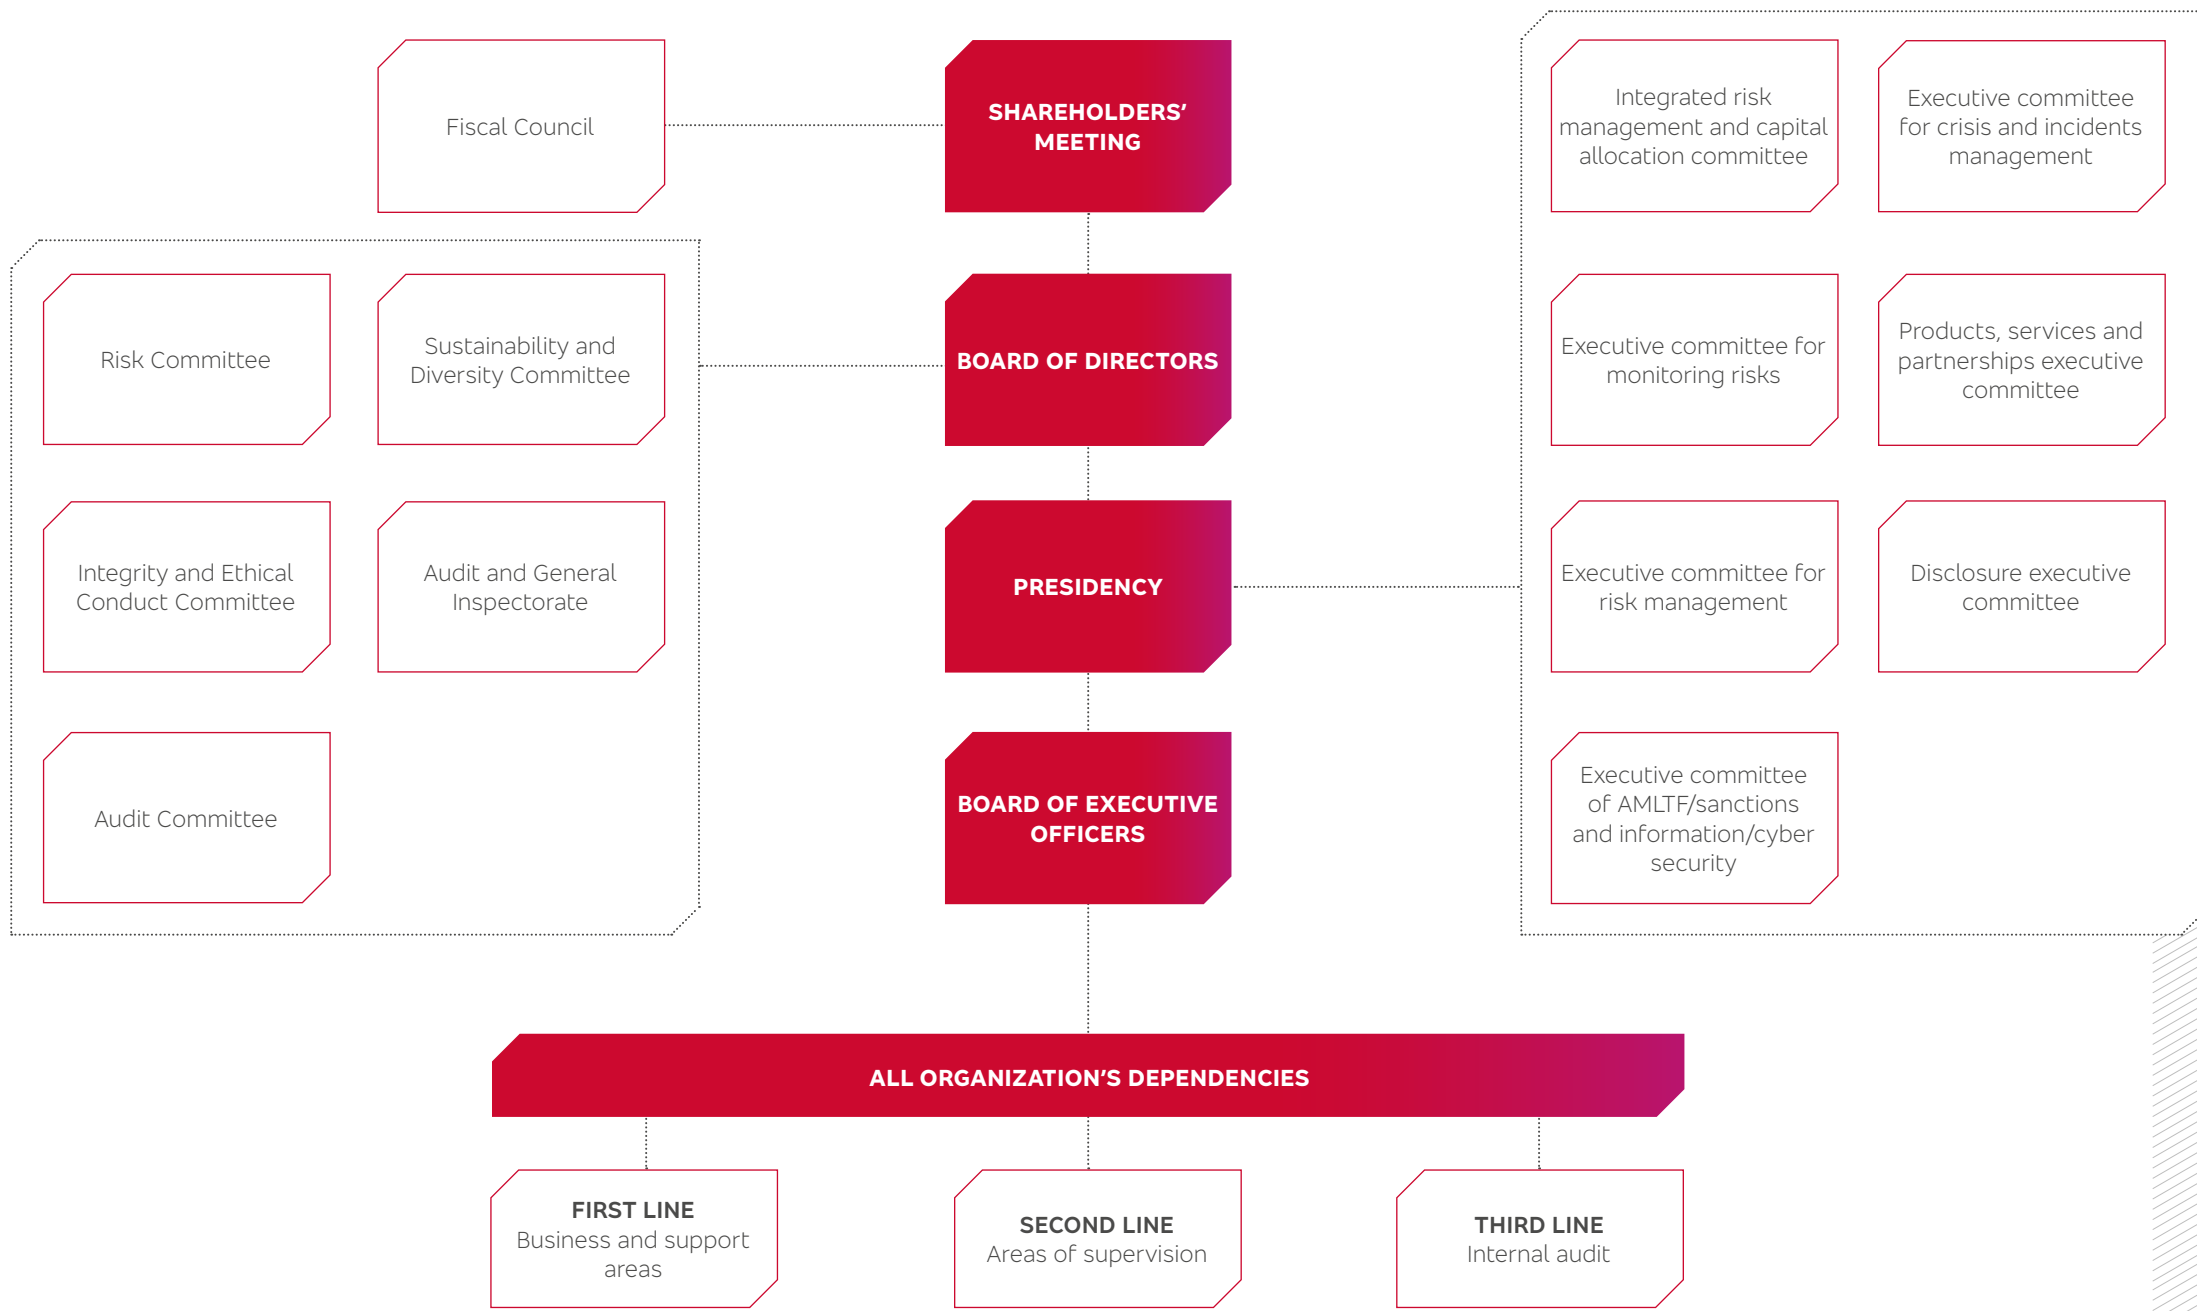 Fiscal Council
SHAREHOLDERS’
MEETING
Integrated risk
management and capital
allocation committee
Executive committee
for crisis and incidents
management
Risk Committee
Sustainability and
Diversity Committee
BOARD OF DIRECTORS
Executive committee for
monitoring risks
Products, services and
partnerships executive
committee
Integrity and Ethical
Conduct Committee
Audit and General
Inspectorate
PRESIDENCY
Executive committee for
risk management
Disclosure executive
committee
Audit Committee
BOARD OF EXECUTIVE
OFFICERS
Executive committee
of AMLTF/sanctions
and information/cyber
security
ALL ORGANIZATION’S DEPENDENCIES
FIRST LINE
Business and support
areas
SECOND LINE
Areas of supervision
THIRD LINE
Internal audit